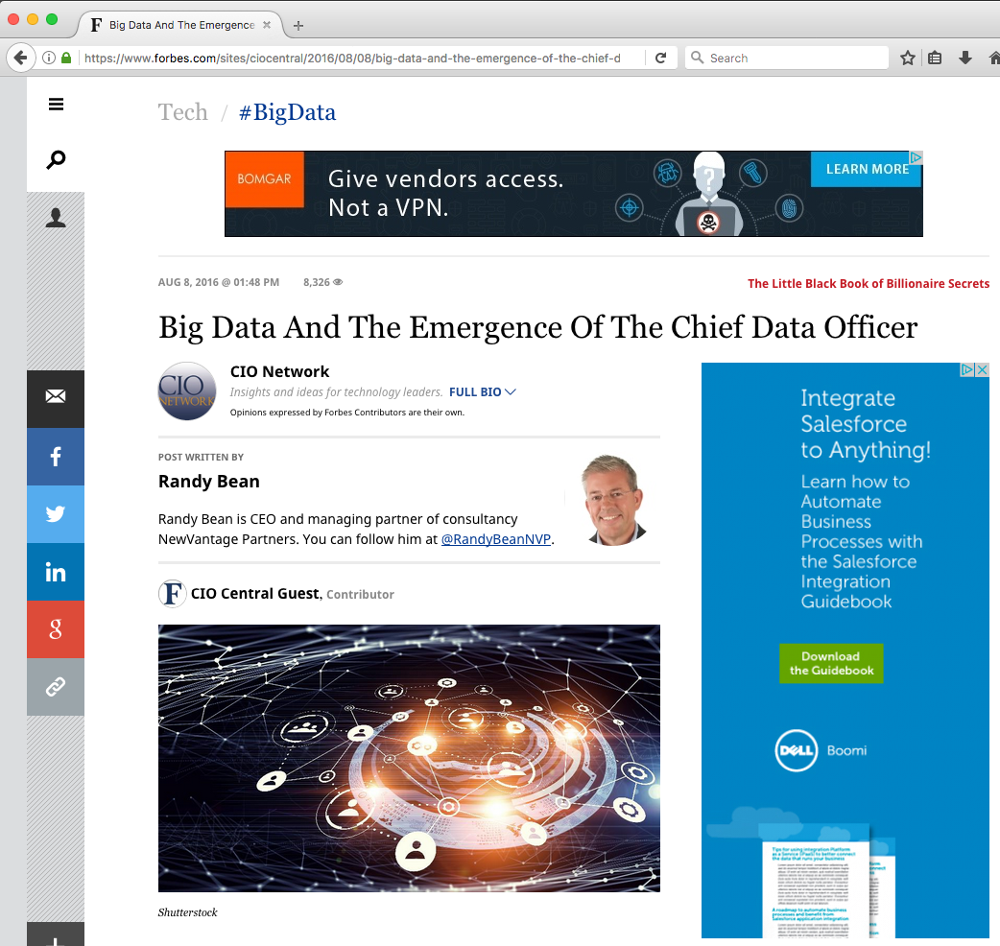 Big Data And The Emergence
https://www.forbes.com/sites/ciocentral/2016/08/08/big-data-and-the-emergence-of-the-chief-d
Search
Tech / #BigData
BOMGAR
Give vendors access.
Not a VPN.
LEARN MORE
AUG 8, 2016 @ 01:48 PM 8,326
The Little Black Book of Billionaire Secrets
Big Data And The Emergence Of The Chief Data Officer
CIO
NETWORK
CIO Network
Insights and ideas for technology leaders. FULL BIO
Opinions expressed by Forbes Contributors are their own.
POST WRITTEN BY
Randy Bean
Randy Bean is CEO and managing partner of consultancy
NewVantage Partners. You can follow him at @RandyBeanNVP.
F CIO Central Guest, Contributor
Shutterstock
Integrate
Salesforce
to Anything!
Learn how to
Automate
Business
Processes with
the Salesforce
Integration
Guidebook
Download
the Guidebook
DELL Boomi
Tips for using Integration Platform
as a Service (iPaaS) to better connect
the data that runs your business
A roadmap to automate business
processes and benefit from
Salesforce application integration